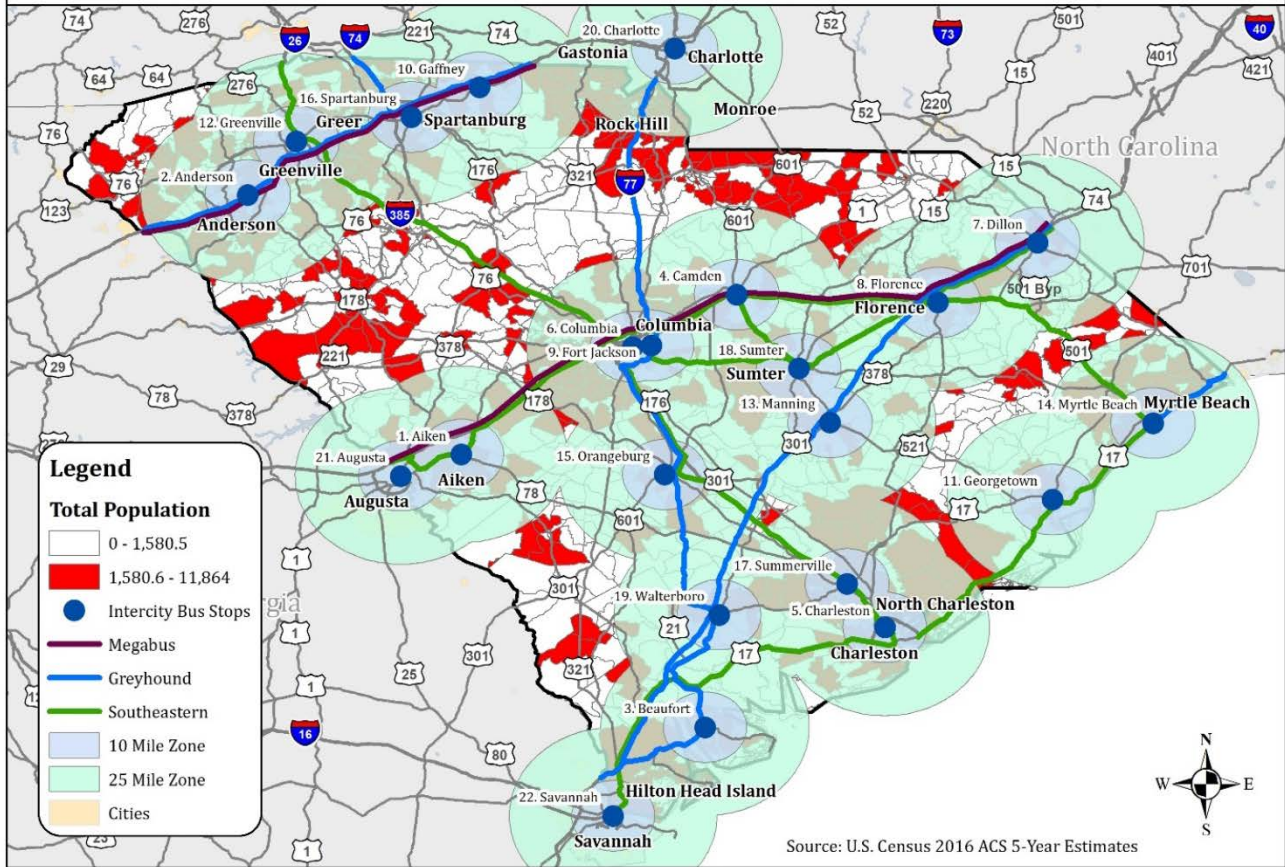 74
276
26
74
221
74
20. Charlotte
Charlotte
52
73
501
40
401
421
15
64
64
276
10. Gaffney
Gastonia
16. Spartanburg
Greer
Spartanburg
12. Greenville
Monroe
52
220
1
76
Rock Hill
North Carolina
2. Anderson
Greenville
176
321
601
15
76
77
123
Anderson
76
385
601
1
15
7. Dillon
74
4. Camden
701
178
76
8. Florence
501 Byp
6. Columbia
Columbia
Florence
9. Fort Jackson
378
221
18. Sumter
Sumter
501
29
378
78
178
176
13. Manning
14. Myrtle Beach
Myrtle Beach
378
1. Aiken
301
521
17
21. Augusta
Aiken
15. Orangeburg
301
11. Georgetown
Augusta
78
17
601
1
17. Summerville
301
North Charleston
19. Walterboro
5. Charleston
1
21
17
Charleston
301
321
25
1
3. Beaufort
16
80
Hilton Head Island
22. Savannah
Savannah
23
1
Legend
Total Population
0 - 1,580.5
1,580.6 - 11,864
Intercity Bus Stops
Megabus
Greyhound
Southeastern
10 Mile Zone
25 Mile Zone
Cities
N
W
E
S
Source: U.S. Census 2016 ACS 5-Year Estimates